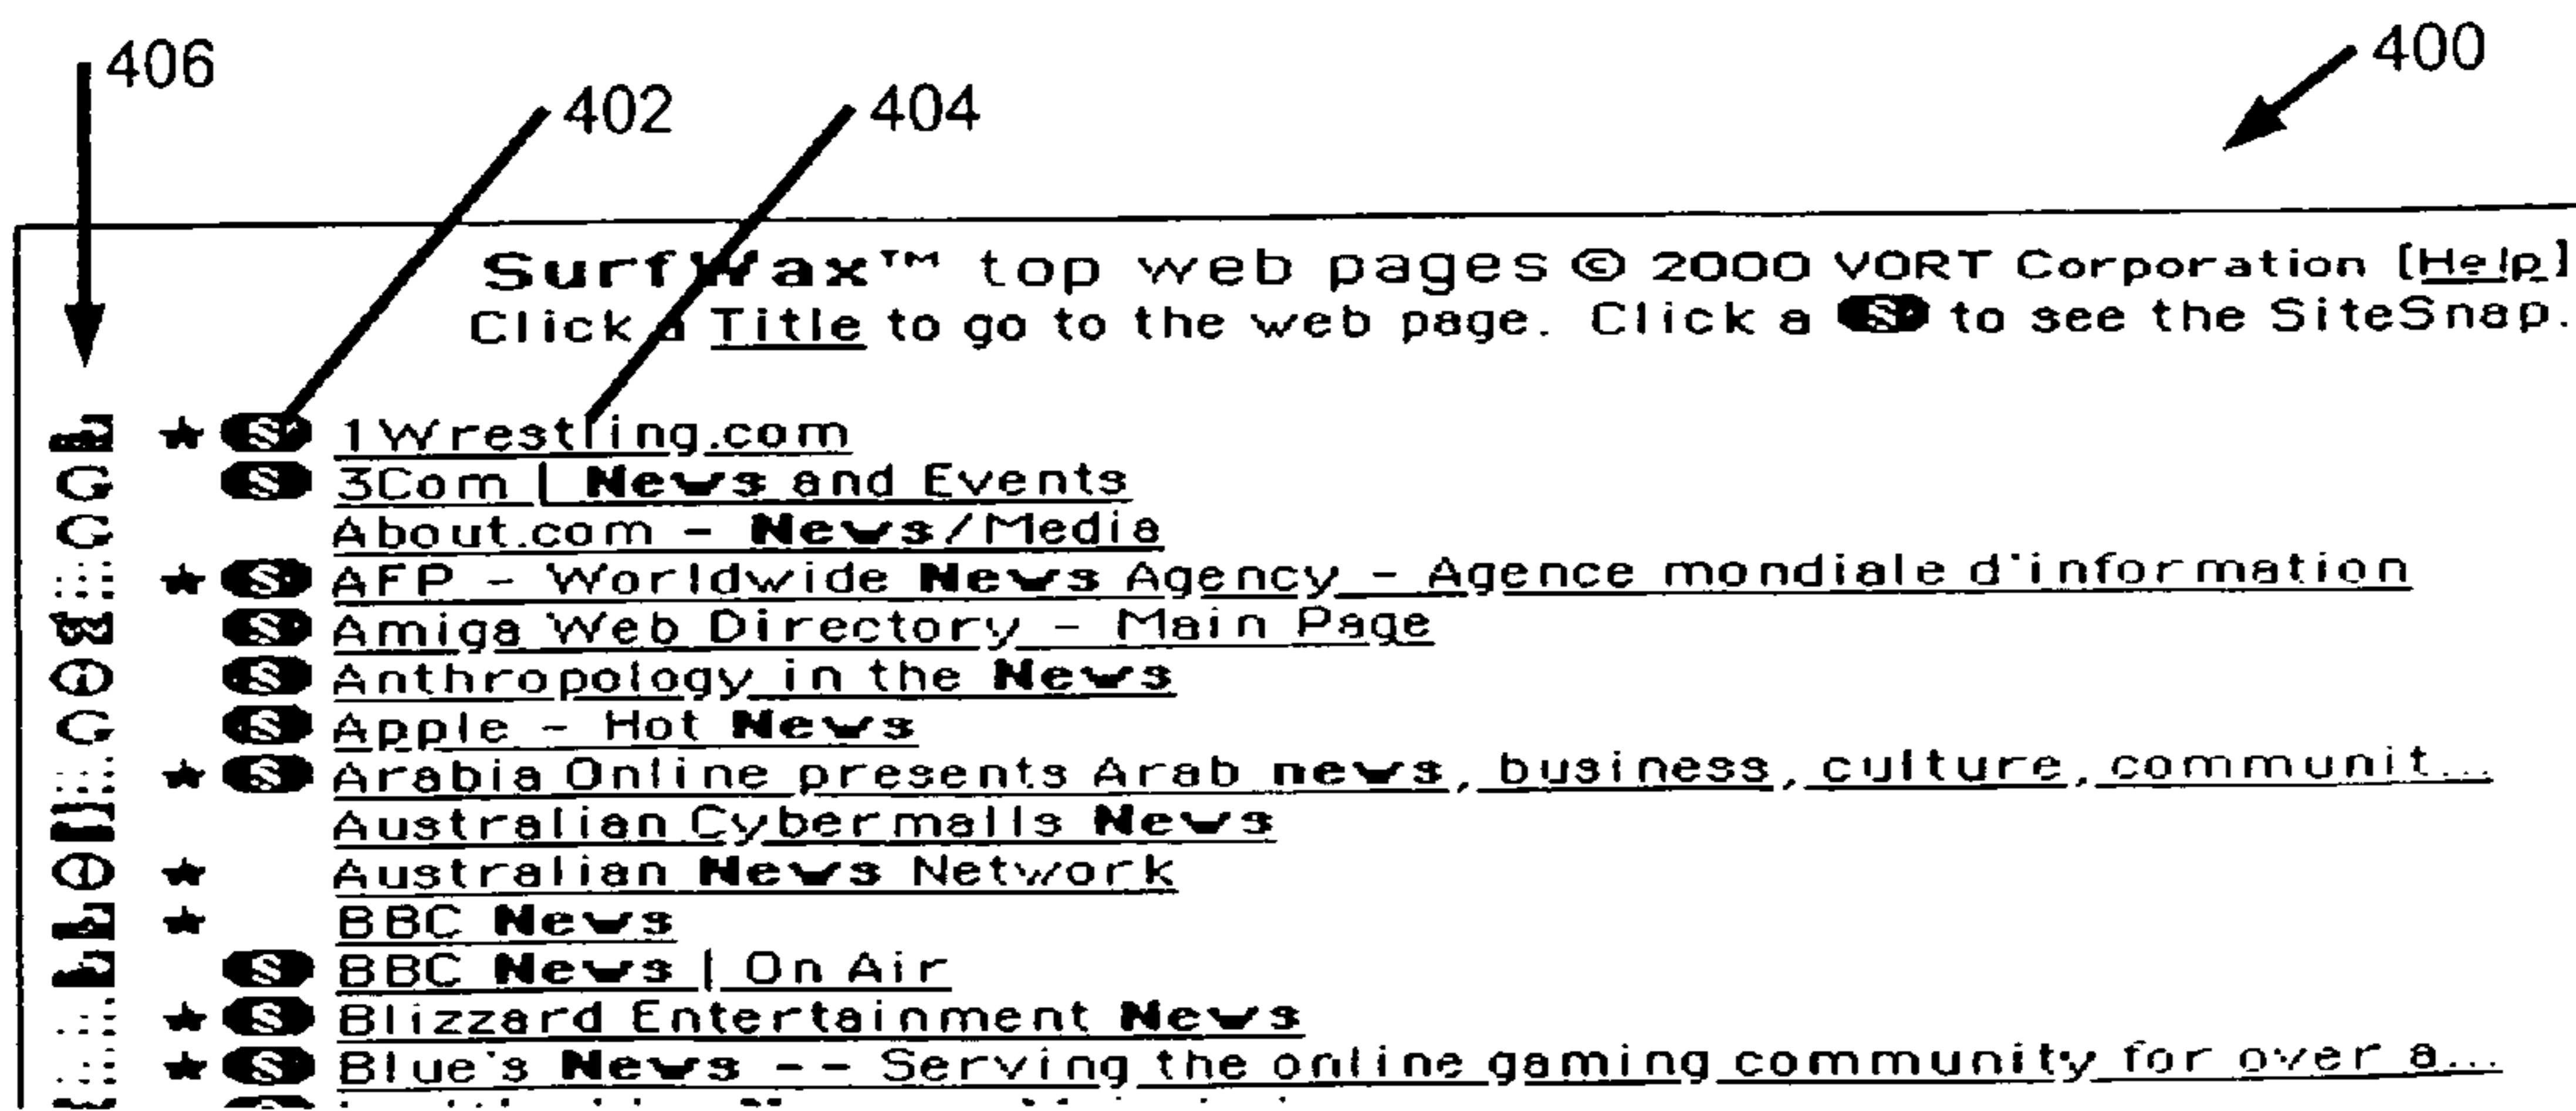 406
402
404
400
SurfWax™ top web pages © 2000 VORT Corporation [Help]
Click a Title to go to the web page. Click a S to see the SiteSnap.
★ S 1Wrestling.com
S 3Com | News and Events
About.com - News/Media
★ S AFP - Worldwide News Agency - Agence mondiale d'information
S Amiga Web Directory - Main Page
S Anthropology in the News
S Apple - Hot News
★ S Arabia Online presents Arab news, business, culture, communit...
Australian Cybermalls News
★ Australian News Network
★ BBC News
S BBC News | On Air
★ S Blizzard Entertainment News
★ S Blue's News -- Serving the online gaming community for over a...